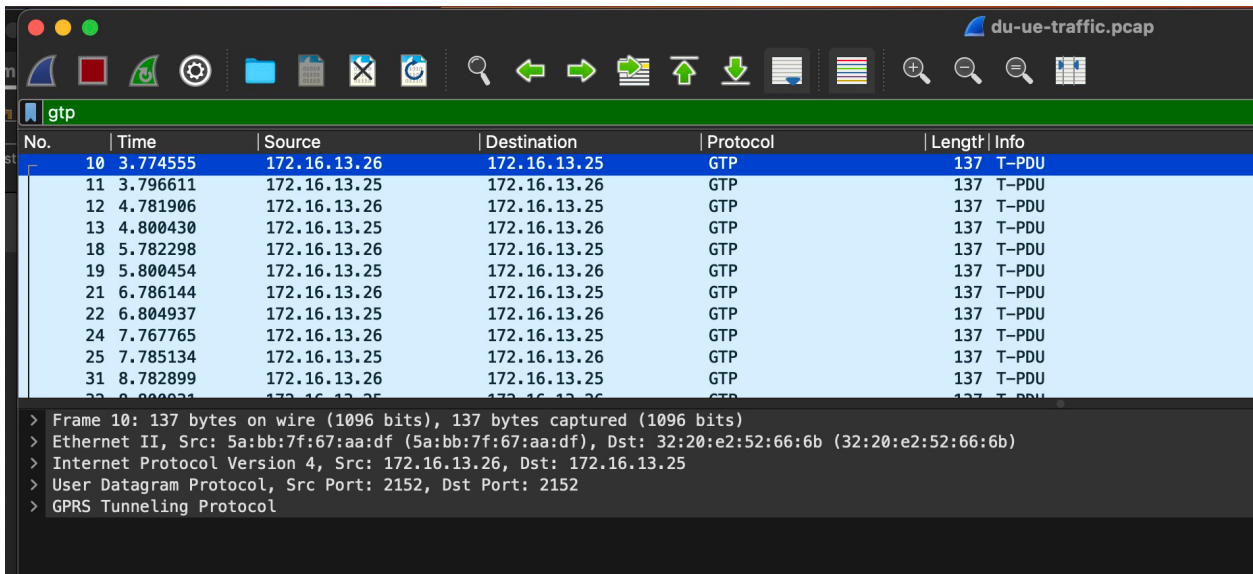 du-ue-traffic.pcap
gtp
No. Time Source Destination Protocol Length Info
10 3.774555 172.16.13.26 172.16.13.25 GTP 137 T-PDU
11 3.796611 172.16.13.25 172.16.13.26 GTP 137 T-PDU
12 4.781906 172.16.13.26 172.16.13.25 GTP 137 T-PDU
13 4.800430 172.16.13.25 172.16.13.26 GTP 137 T-PDU
18 5.782298 172.16.13.26 172.16.13.25 GTP 137 T-PDU
19 5.800454 172.16.13.25 172.16.13.26 GTP 137 T-PDU
21 6.786144 172.16.13.26 172.16.13.25 GTP 137 T-PDU
22 6.804937 172.16.13.25 172.16.13.26 GTP 137 T-PDU
24 7.767765 172.16.13.26 172.16.13.25 GTP 137 T-PDU
25 7.785134 172.16.13.25 172.16.13.26 GTP 137 T-PDU
31 8.782899 172.16.13.26 172.16.13.25 GTP 137 T-PDU
172.16.13.25 172.16.13.26 GTP 137 T-PDU
> Frame 10: 137 bytes on wire (1096 bits), 137 bytes captured (1096 bits)
> Ethernet II, Src: 5a:bb:7f:67:aa:df (5a:bb:7f:67:aa:df), Dst: 32:20:e2:52:66:6b (32:20:e2:52:66:6b)
> Internet Protocol Version 4, Src: 172.16.13.26, Dst: 172.16.13.25
> User Datagram Protocol, Src Port: 2152, Dst Port: 2152
> GPRS Tunneling Protocol